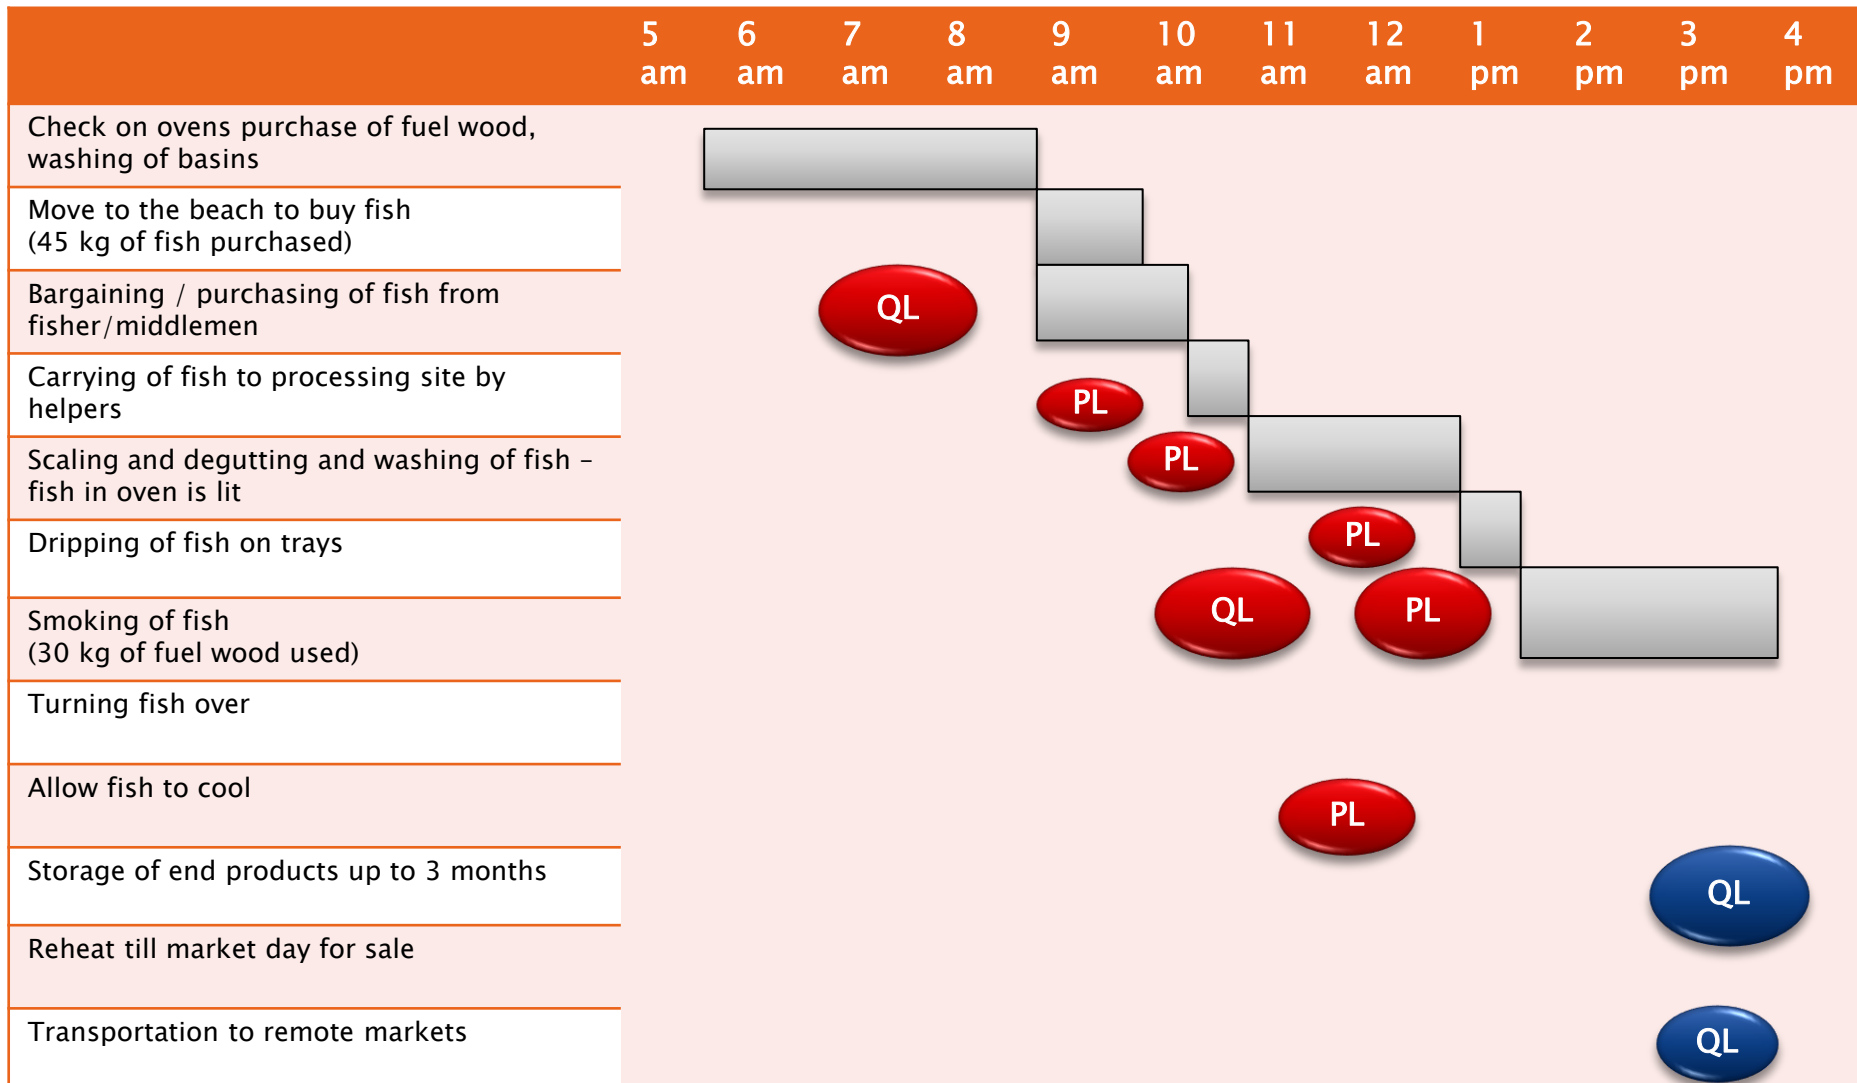 5 am 6 am 7 am 8 am 9 am 10 am 11 am 12 am 1 pm 2 pm 3 pm 4 pm
Check on ovens purchase of fuel wood,
washing of basins
Move to the beach to buy fish
(45 kg of fish purchased)
Bargaining / purchasing of fish from
fisher/middlemen
QL
Carrying of fish to processing site by
helpers
PL
Scaling and degutting and washing of fish –
fish in oven is lit
PL
Dripping of fish on trays
PL
Smoking of fish
(30 kg of fuel wood used)
QL PL
Turning fish over
Allow fish to cool
PL
Storage of end products up to 3 months
QL
Reheat till market day for sale
Transportation to remote markets
QL